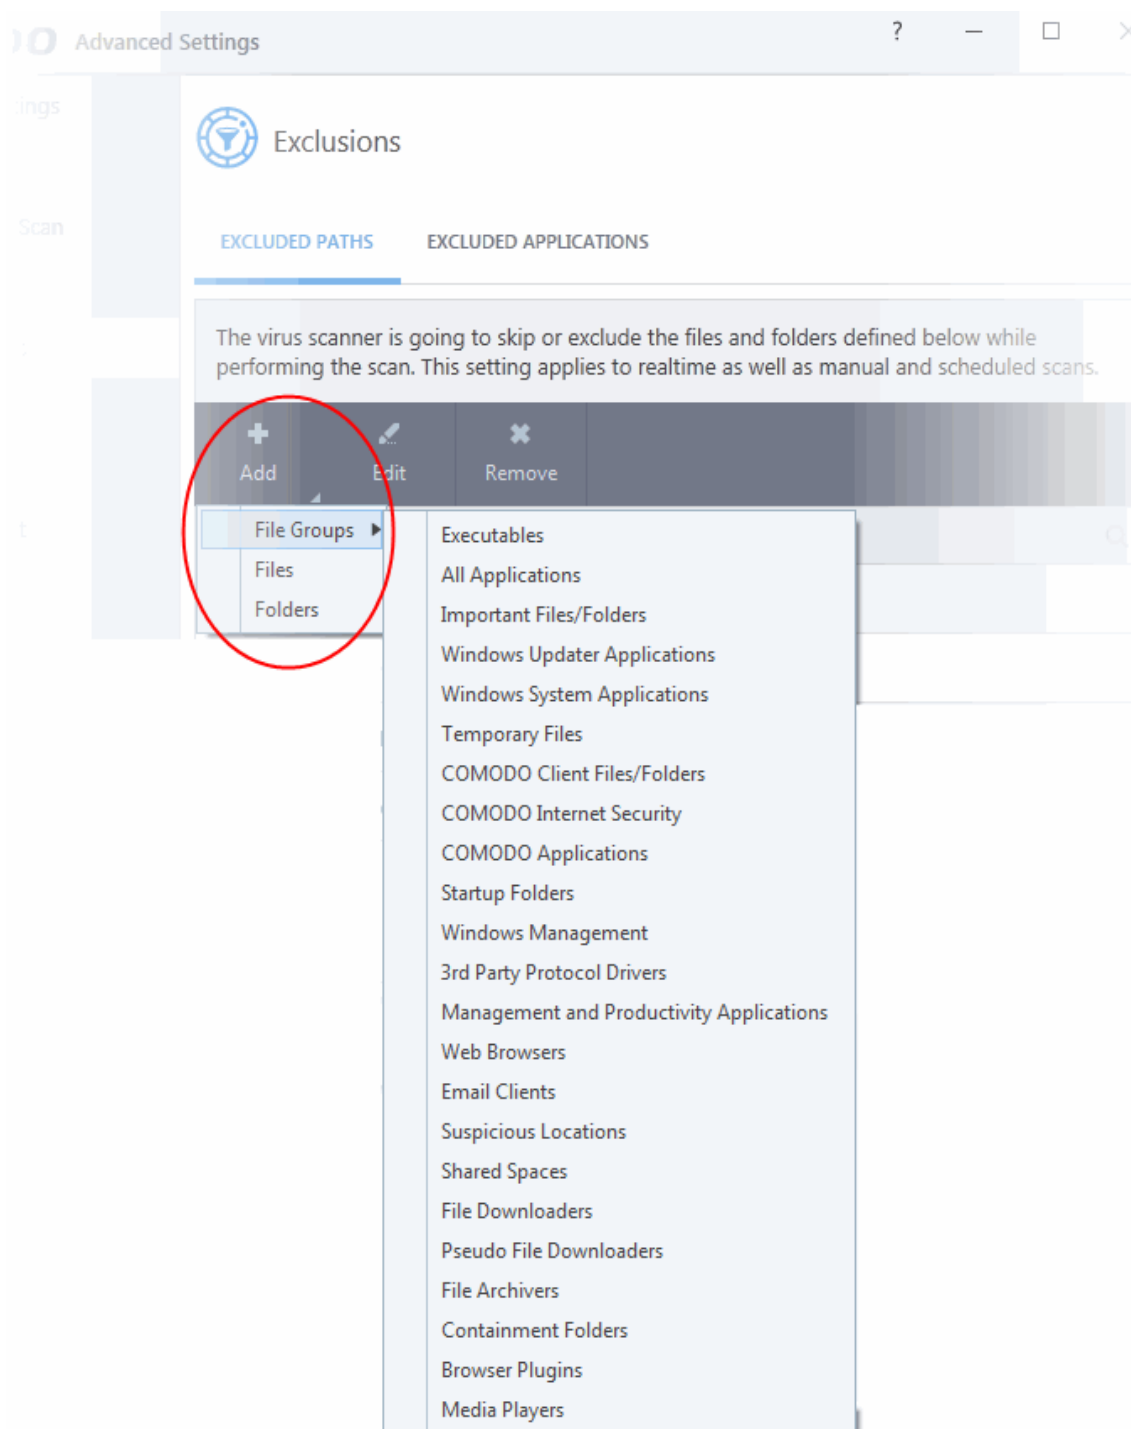 Advanced Settings
?
Exclusions
Scan
EXCLUDED PATHS
EXCLUDED APPLICATIONS
The virus scanner is going to skip or exclude the files and folders defined below while
performing the scan. This setting applies to realtime as well as manual and scheduled scans.
Add
Edit
Remove
File Groups
Files
Folders
Executables
All Applications
Important Files/Folders
Windows Updater Applications
Windows System Applications
Temporary Files
COMODO Client Files/Folders
COMODO Internet Security
COMODO Applications
Startup Folders
Windows Management
3rd Party Protocol Drivers
Management and Productivity Applications
Web Browsers
Email Clients
Suspicious Locations
Shared Spaces
File Downloaders
Pseudo File Downloaders
File Archivers
Containment Folders
Browser Plugins
Media Players